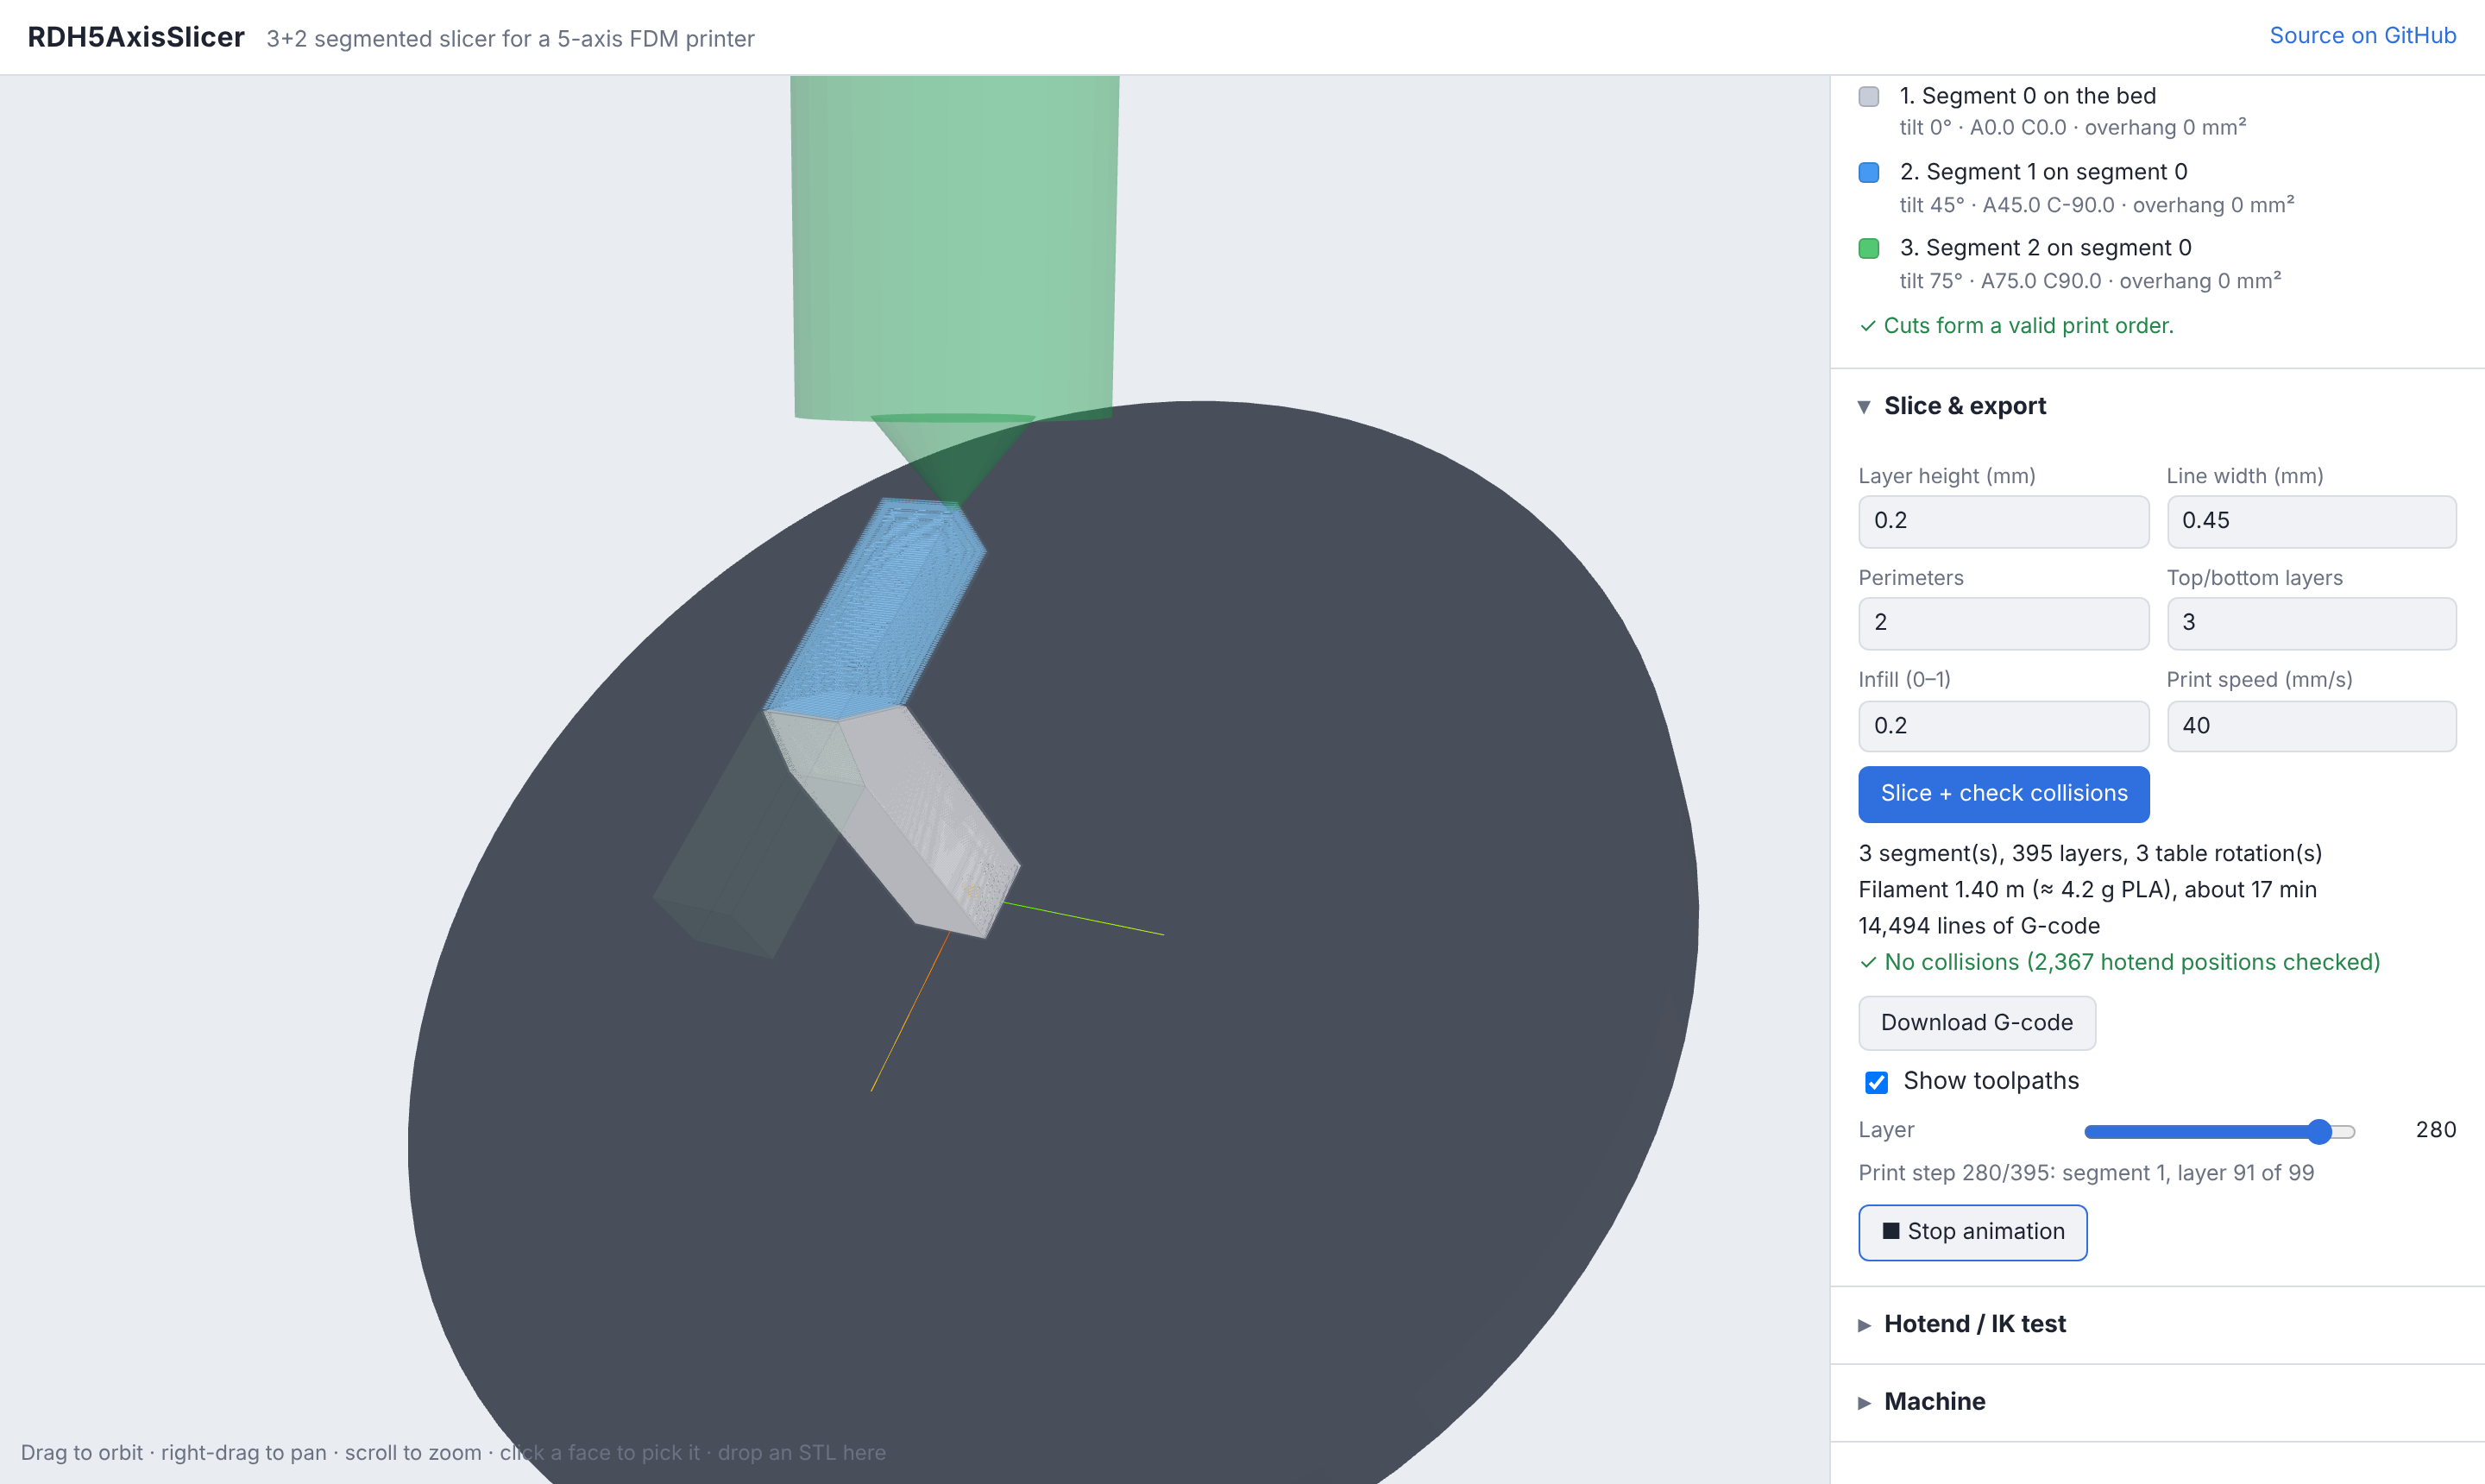 RDH5AxisSlicer 3+2 segmented slicer for a 5-axis FDM printer
Source on GitHub
1. Segment 0 on the bed
tilt 0° · A0.0 C0.0 · overhang 0 mm²
2. Segment 1 on segment 0
tilt 45° · A45.0 C-90.0 · overhang 0 mm²
3. Segment 2 on segment 0
tilt 75° · A75.0 C90.0 · overhang 0 mm²
✓ Cuts form a valid print order.
▼ Slice & export
Layer height (mm) Line width (mm)
0.2 0.45
Perimeters Top/bottom layers
2 3
Infill (0–1) Print speed (mm/s)
0.2 40
Slice + check collisions
3 segment(s), 395 layers, 3 table rotation(s)
Filament 1.40 m (≈ 4.2 g PLA), about 17 min
14,494 lines of G-code
✓ No collisions (2,367 hotend positions checked)
Download G-code
Show toolpaths
Layer 280
Print step 280/395: segment 1, layer 91 of 99
■ Stop animation
▶ Hotend / IK test
▶ Machine
Drag to orbit · right-drag to pan · scroll to zoom · click a face to pick it · drop an STL here